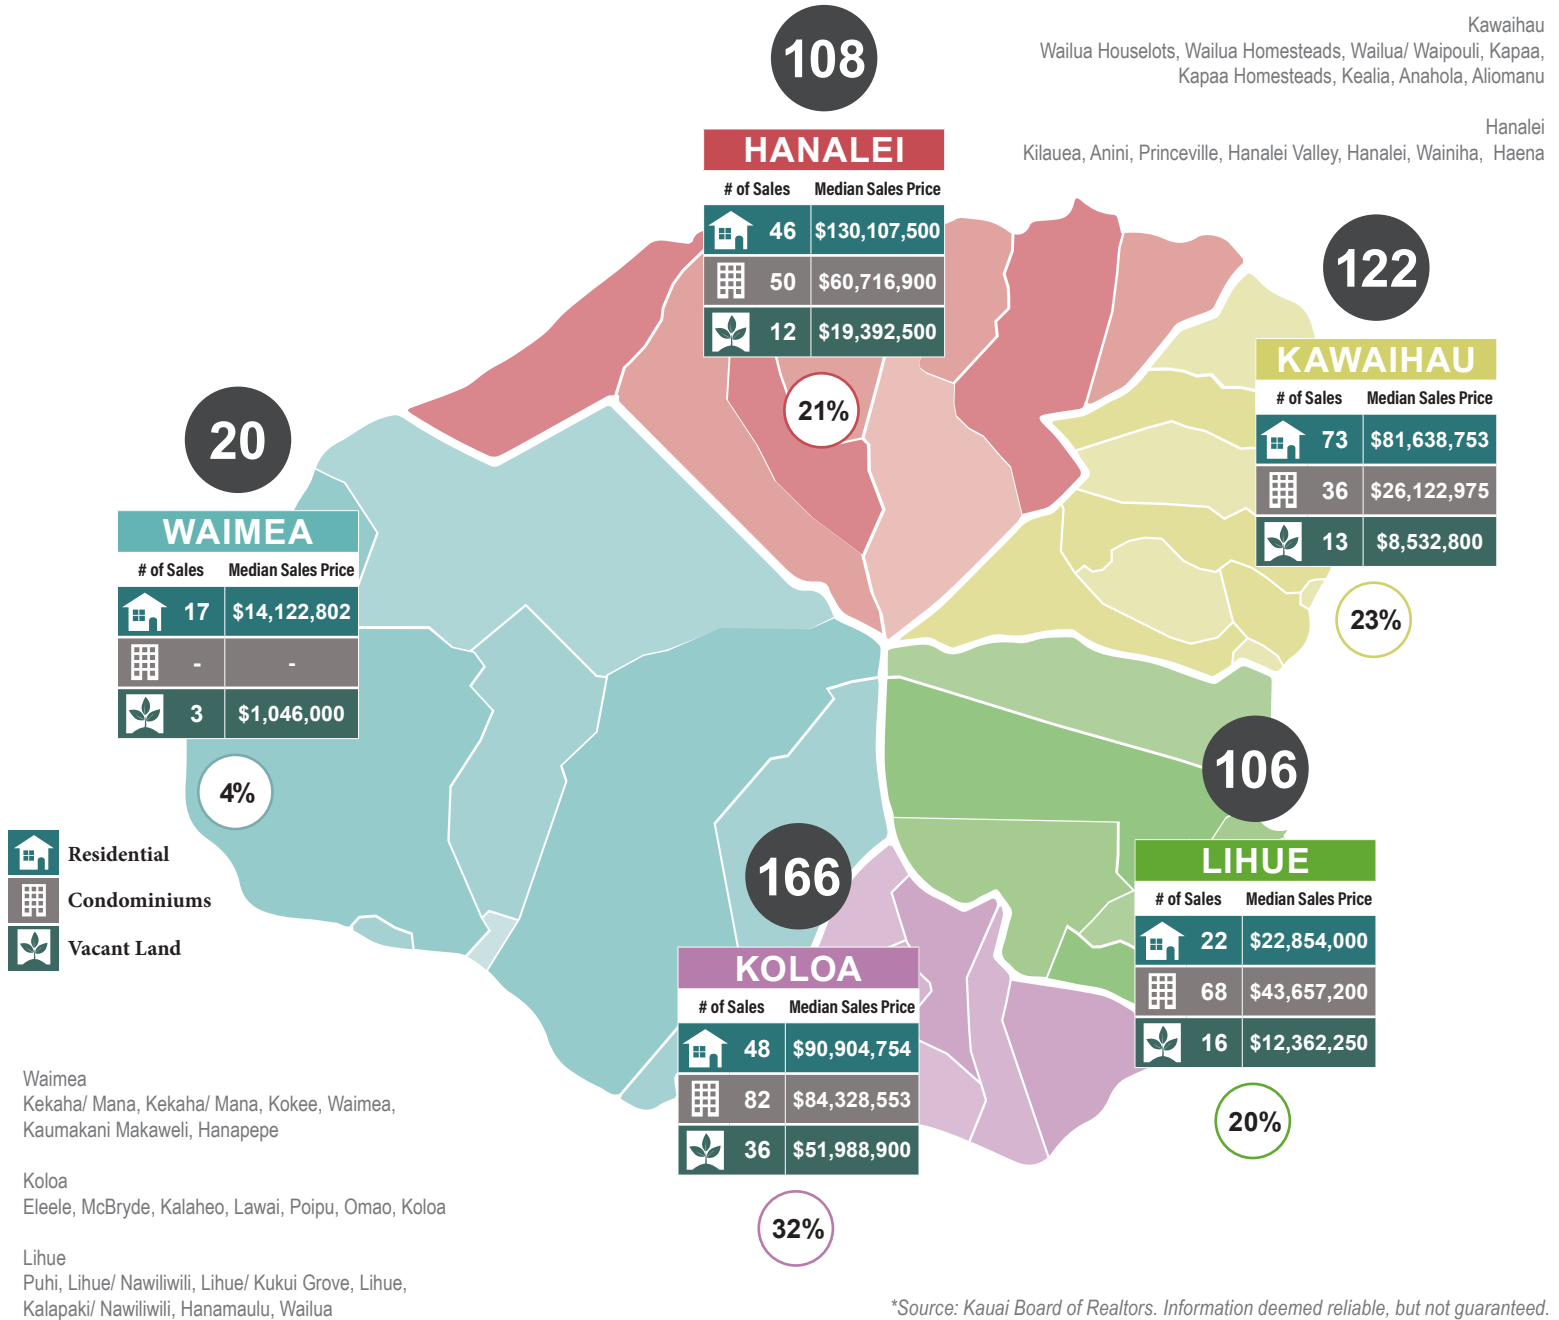 Kawaihau
Wailua Houselots, Wailua Homesteads, Wailua/ Waipouli, Kapaa,
Kapaa Homesteads, Kealia, Anahola, Aliomanu
Hanalei
Kilauea, Anini, Princeville, Hanalei Valley, Hanalei, Wainiha, Haena
108
HANALEI
# of Sales Median Sales Price
46 $130,107,500
50 $60,716,900
12 $19,392,500
21%
122
KAWAIHAU
# of Sales Median Sales Price
73 $81,638,753
36 $26,122,975
13 $8,532,800
23%
20
WAIMEA
# of Sales Median Sales Price
17 $14,122,802
- -
3 $1,046,000
4%
106
LIHUE
# of Sales Median Sales Price
22 $22,854,000
68 $43,657,200
16 $12,362,250
20%
166
KOLOA
# of Sales Median Sales Price
48 $90,904,754
82 $84,328,553
36 $51,988,900
32%
Residential
Condominiums
Vacant Land
Waimea
Kekaha/ Mana, Kekaha/ Mana, Kokee, Waimea,
Kaumakani Makaweli, Hanapepe
Koloa
Eleele, McBryde, Kalaheo, Lawai, Poipu, Omao, Koloa
Lihue
Puhi, Lihue/ Nawiliwili, Lihue/ Kukui Grove, Lihue,
Kalapaki/ Nawiliwili, Hanamaulu, Wailua
*Source: Kauai Board of Realtors. Information deemed reliable, but not guaranteed.